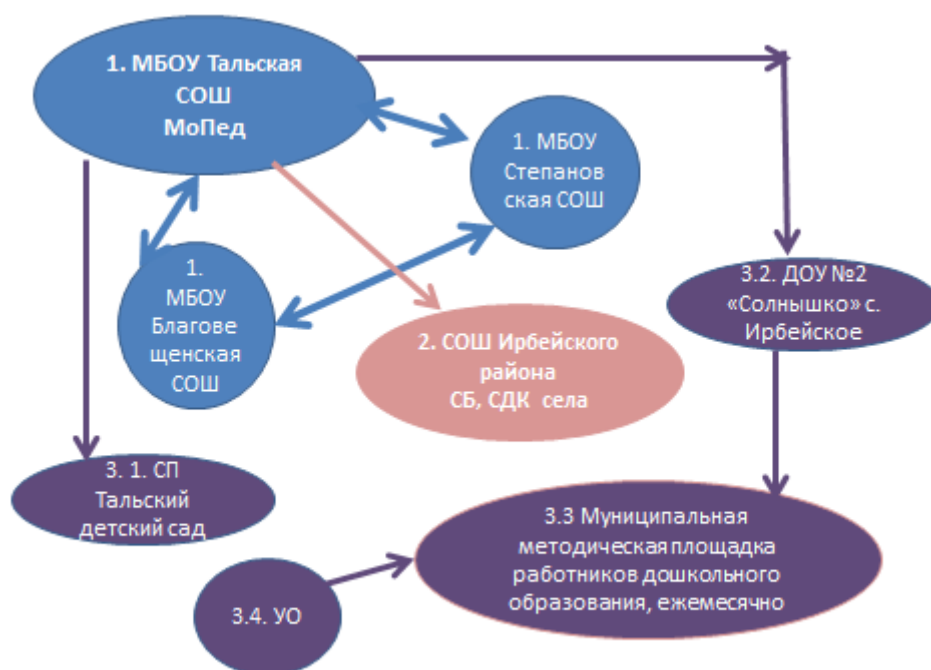 1. МБОУ Тальская
СОШ
МоПед
1. МБОУ
Степанов
ская СОШ
1.
МБОУ
Благове
щенская
СОШ
2. СОШ Ирбейского
района
СБ, СДК села
3.2. ДОУ №2
«Солнышко» с.
Ирбейское
3. 1. СП
Тальский
детский сад
3.3 Муниципальная
методическая площадка
работников дошкольного
образования, ежемесячно
3.4. УО